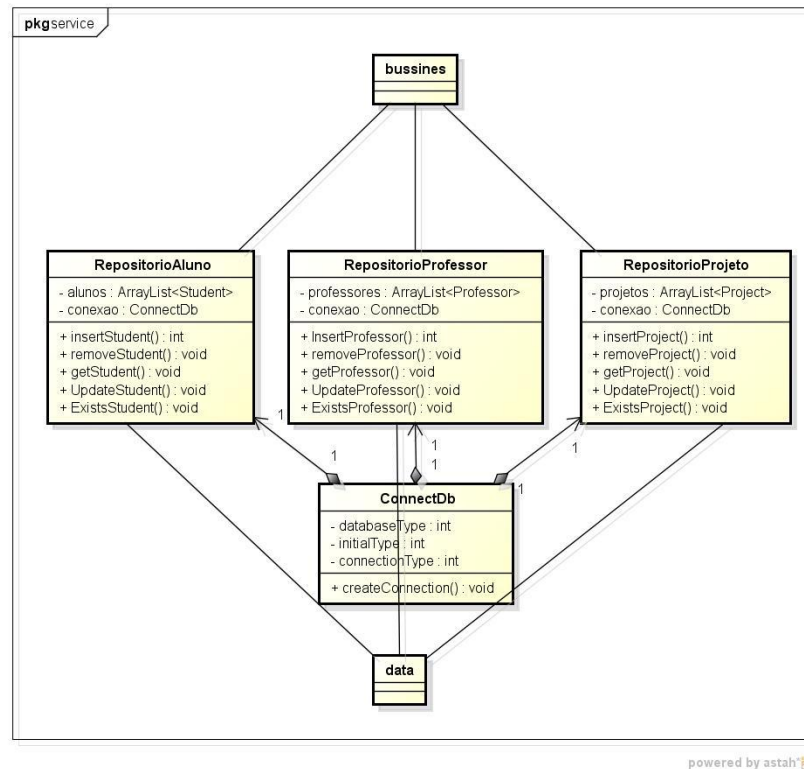 pkg service
bussines
RepositorioAluno
- alunos : ArrayList<Student>
- conexao : ConnectDb
+ insertStudent() : int
+ removeStudent() : void
+ getStudent() : void
+ UpdateStudent() : void
+ ExistsStudent() : void
RepositorioProfessor
- professores : ArrayList<Professor>
- conexao : ConnectDb
+ InsertProfessor() : int
+ removeProfessor() : void
+ getProfessor() : void
+ UpdateProfessor() : void
+ ExistsProfessor() : void
RepositorioProjeto
- projetos : ArrayList<Project>
- conexao : ConnectDb
+ insertProject() : int
+ removeProject() : void
+ getProject() : void
+ UpdateProject() : void
+ ExistsProject() : void
1
1
1
1
1
1
ConnectDb
- databaseType : int
- initialType : int
- connectionType : int
+ createConnection() : void
data
powered by astah